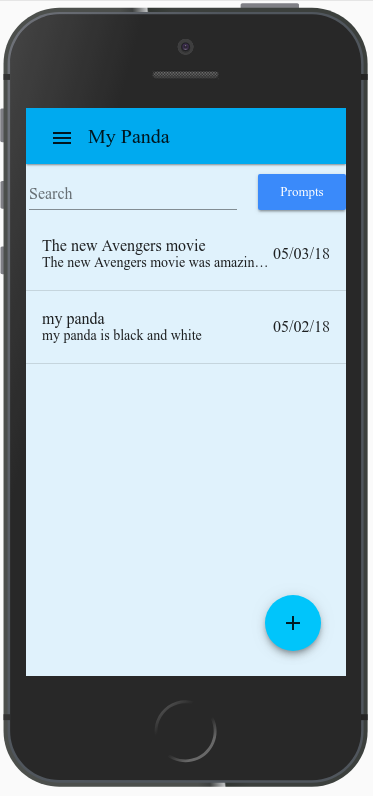 My Panda
Search
Prompts
The new Avengers movie
The new Avengers movie was amazin…
05/03/18
my panda
my panda is black and white
05/02/18